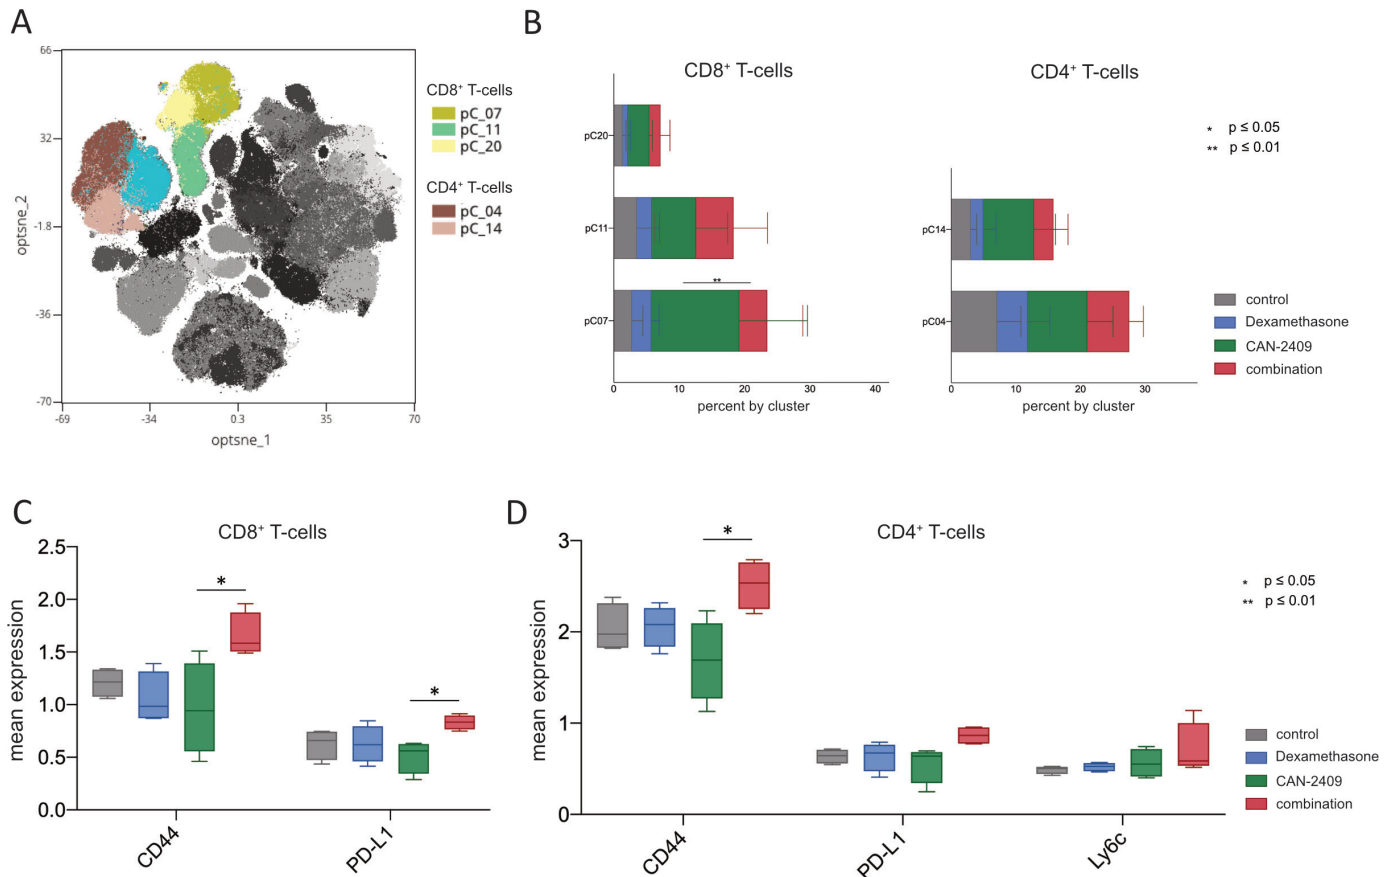 A
66
32
-1.8
-36
-70
-69
-34
0.3
35
70
optsne_2
optsne_1
CD8+ T-cells
pC_07
pC_11
pC_20
CD4+ T-cells
pC_04
pC_14
B
CD8+ T-cells
pC20
pC11
pC07
**
0
10
20
30
40
percent by cluster
CD4+ T-cells
pC14
pC04
0
10
20
30
percent by cluster
* p ≤ 0.05
** p ≤ 0.01
control
Dexamethasone
CAN-2409
combination
C
CD8+ T-cells
mean expression
2.5
2.0
1.5
1.0
0.5
0.0
*
*
CD44
PD-L1
D
CD4+ T-cells
mean expression
3
2
1
0
*
CD44
PD-L1
Ly6c
* p ≤ 0.05
** p ≤ 0.01
control
Dexamethasone
CAN-2409
combination